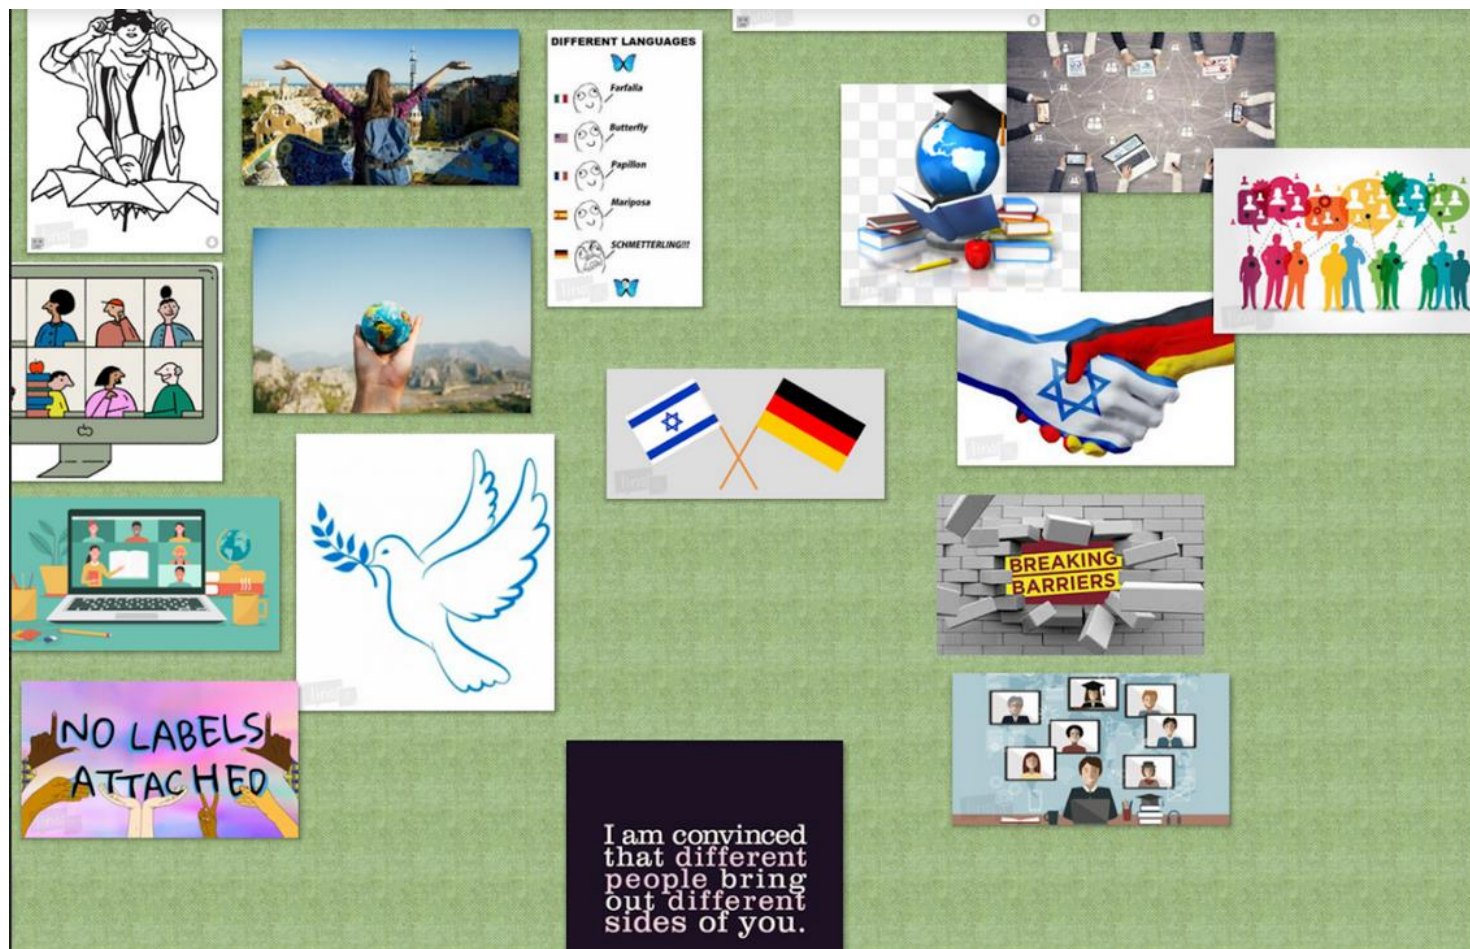 DIFFERENT LANGUAGES
Farfalla
Butterfly
Papillon
Mariposa
SCHMETTERLING!!!
BREAKING
BARRIERS
NO LABELS
ATTACHED
I am convinced
that different
people bring
out different
sides of you.